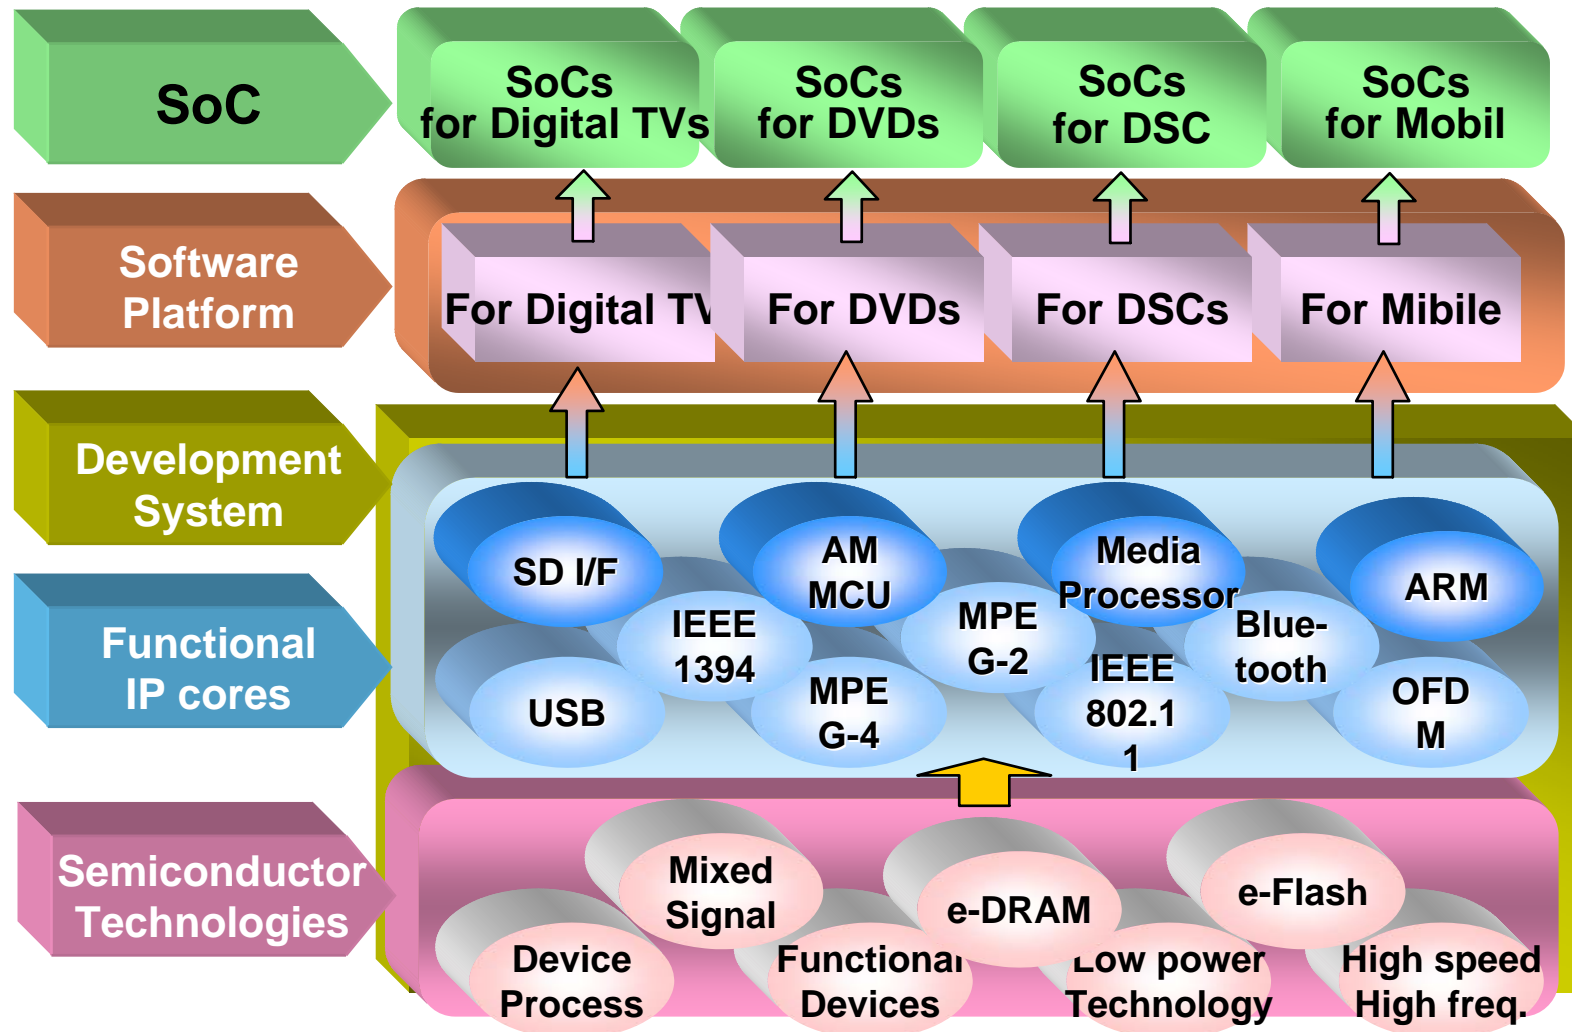 SoC
SoCs
for Digital TVs
SoCs
for DVDs
SoCs
for DSC
SoCs
for Mobil
Software
Platform
For Digital TV
For DVDs
For DSCs
For Mibile
Development
System
Functional
IP cores
SD I/F
AM
MCU
Media
Processor
ARM
IEEE
1394
MPE
G-2
Blue-
tooth
USB
MPE
G-4
IEEE
802.1
1
OFD
M
Semiconductor
Technologies
Mixed
Signal
e-DRAM
e-Flash
Device
Process
Functional
Devices
Low power
Technology
High speed
High freq.